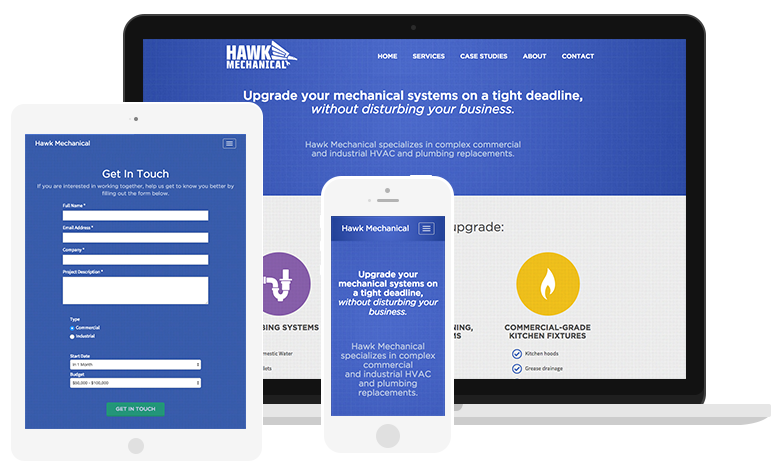 HAWK
MECHANICAL
HOME SERVICES CASE STUDIES ABOUT CONTACT
Upgrade your mechanical systems on a tight deadline,
without disturbing your business.
Hawk Mechanical specializes in complex commercial
and industrial HVAC and plumbing replacements.
upgrade:
BING SYSTEMS
mestic Water
ets
NING,
MS
COMMERCIAL-GRADE
KITCHEN FIXTURES
Kitchen hoods
Grease drainage
Hawk Mechanical
Get In Touch
If you are interested in working together, help us get to know you better by
filling out the form below.
Full Name *
Email Address *
Company *
Project Description *
Type
Commercial
Industrial
Start Date
In 1 Month
Budget
$50,000 - $100,000
GET IN TOUCH
Hawk Mechanical
Upgrade your
mechanical systems on
a tight deadline,
without disturbing your
business.
Hawk Mechanical
specializes in complex
commercial
and industrial HVAC
and plumbing
replacements.